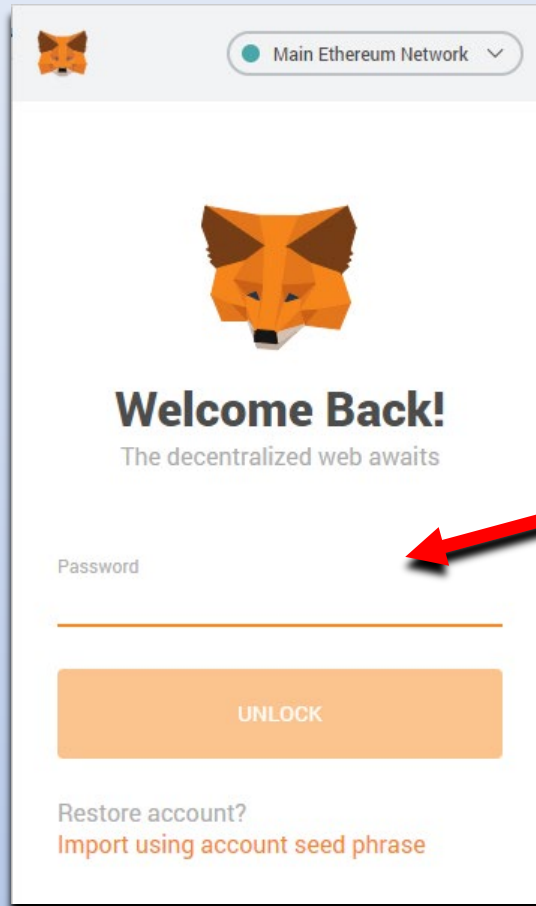 Main Ethereum Network
Welcome Back!
The decentralized web awaits
Password
UNLOCK
Restore account?
Import using account seed phrase